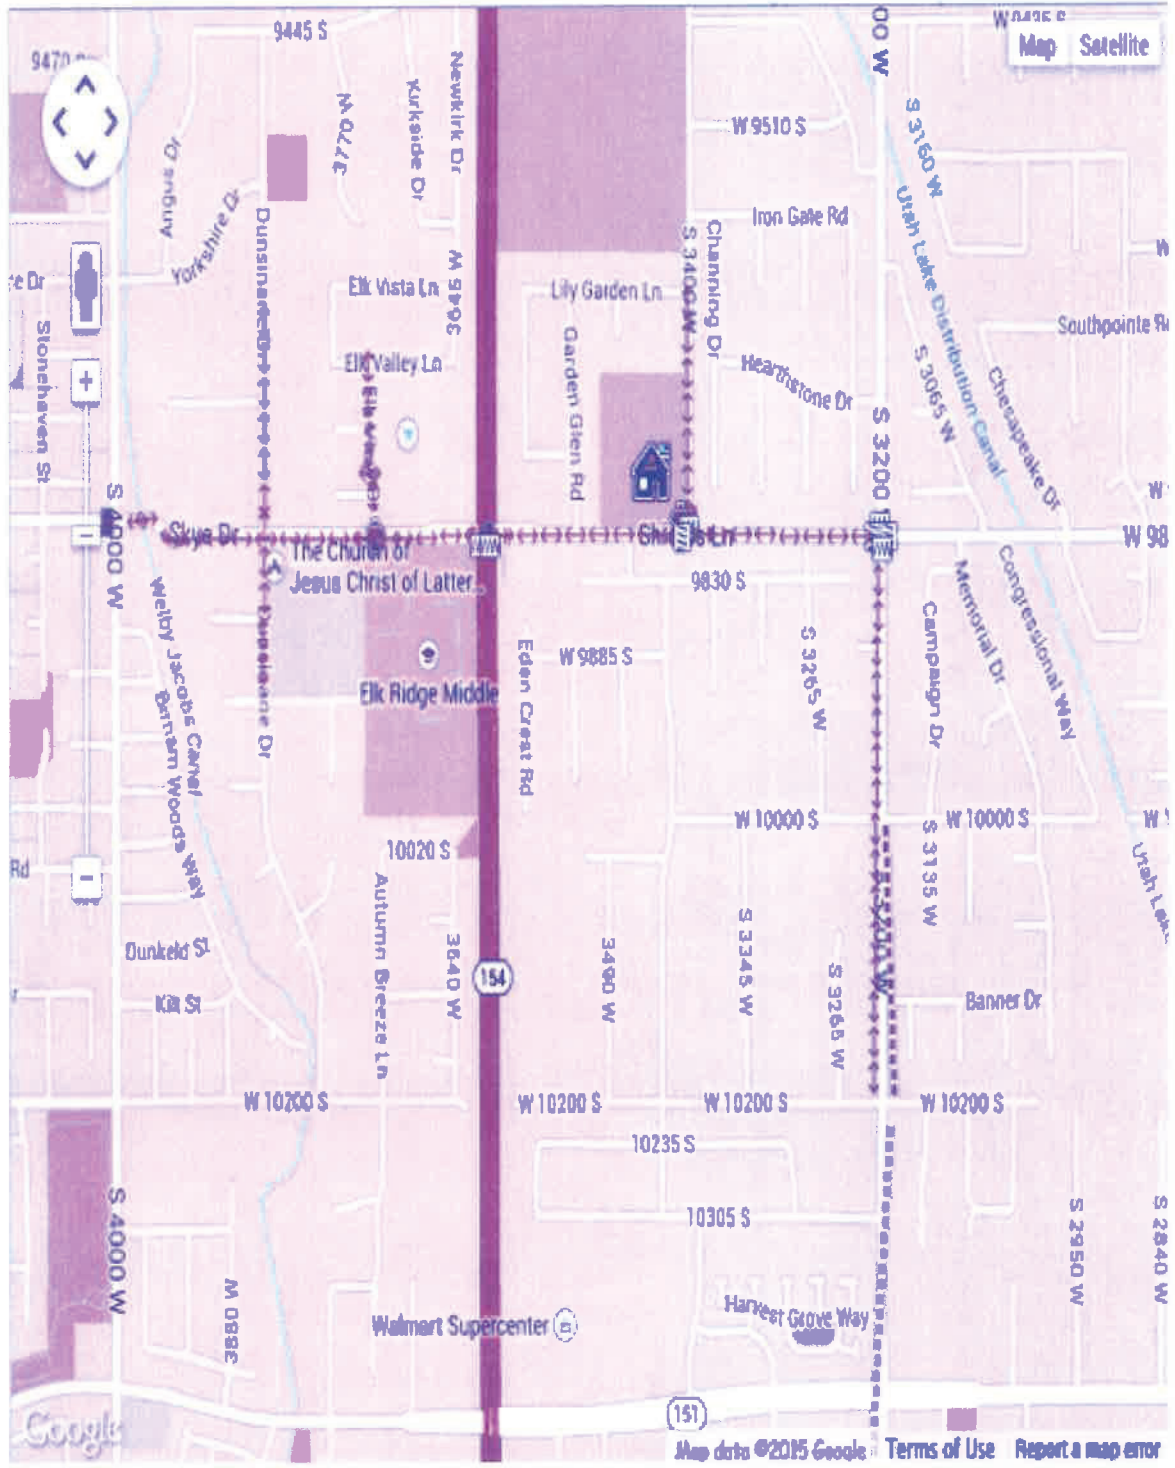 9445 S
Map
Satellite
Newkirk Dr
Kirkside Dr
3770 W
Angus Dr
Yorkshire Dr
W 9510 S
S 3160 W
Iron Gate Rd
Channing Dr
S 3400 W
Utah Lake Distribution Canal
Elk Vista Ln
3645 W
Lily Garden Ln
Southpointe
Stonehaven St
Elk Valley Ln
Garden Glen Rd
Hearthstone Dr
S 3065 W
Chesapeake Dr
S 3200
S 4000 W
Skye Dr
W 98
The Church of
Jesus Christ of Latter...
9830 S
Welby Jacobs Canal
Birnam Woods Way
Dunsinane Dr
Elk Ridge Middle
Eden Crest Rd
W 9885 S
S 3265 W
Campaign Dr
Memorial Dr
Congressional Way
W 10000 S
W 10000 S
10020 S
Rd
S 3135 W
Utah Lake
Autumn Breeze Ln
3640 W
154
3490 W
S 3345 W
S 3265 W
Dunkeld St
Banner Dr
W 10200 S
W 10200 S
W 10200 S
W 10200 S
10235 S
10305 S
S 4000 W
3880 W
S 2950 W
S 2840 W
Walmart Supercenter
Harvest Grove Way
151
Google
Map data ©2015 Google
Terms of Use
Report a map error